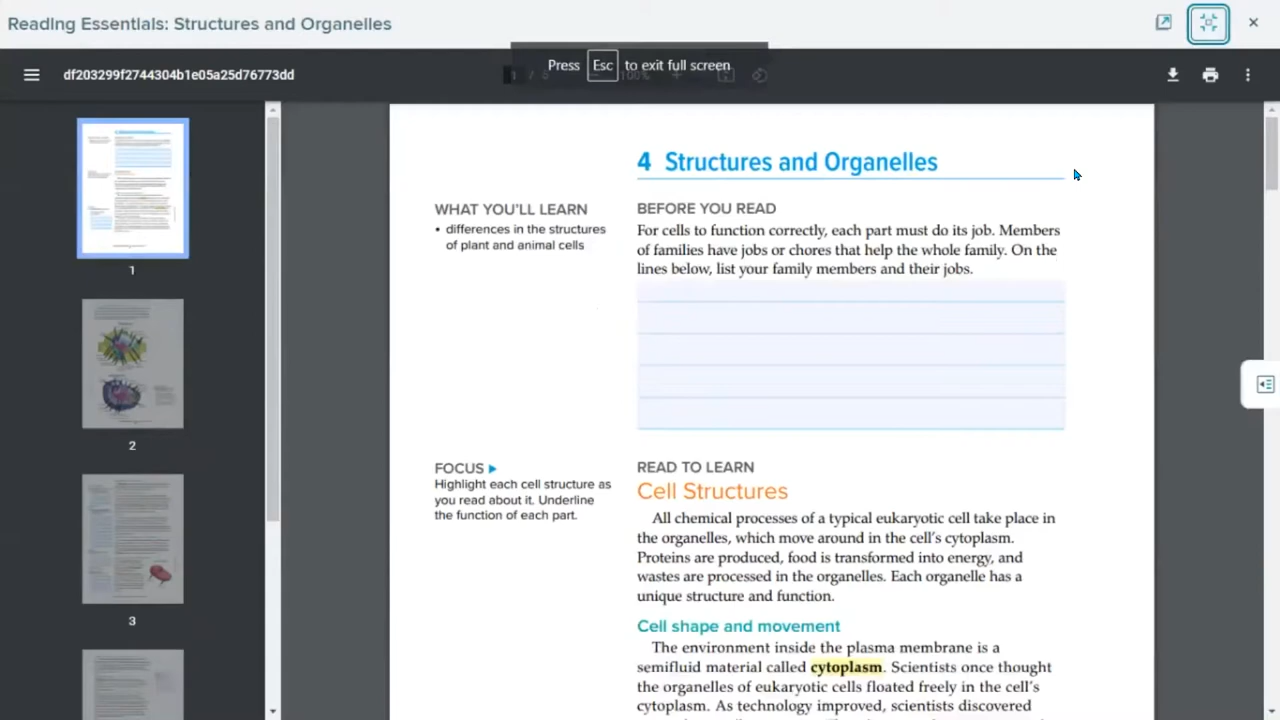 Reading Essentials: Structures and Organelles
Press Esc to exit full screen
df203299f2744304b1e05a25d76773dd
1 / 100%
1
2
3
4 Structures and Organelles
WHAT YOU'LL LEARN
• differences in the structures
of plant and animal cells
BEFORE YOU READ
For cells to function correctly, each part must do its job. Members
of families have jobs or chores that help the whole family. On the
lines below, list your family members and their jobs.
FOCUS ▶
Highlight each cell structure as
you read about it. Underline
the function of each part.
READ TO LEARN
Cell Structures
All chemical processes of a typical eukaryotic cell take place in
the organelles, which move around in the cell's cytoplasm.
Proteins are produced, food is transformed into energy, and
wastes are processed in the organelles. Each organelle has a
unique structure and function.
Cell shape and movement
The environment inside the plasma membrane is a
semifluid material called cytoplasm. Scientists once thought
the organelles of eukaryotic cells floated freely in the cell's
cytoplasm. As technology improved, scientists discovered